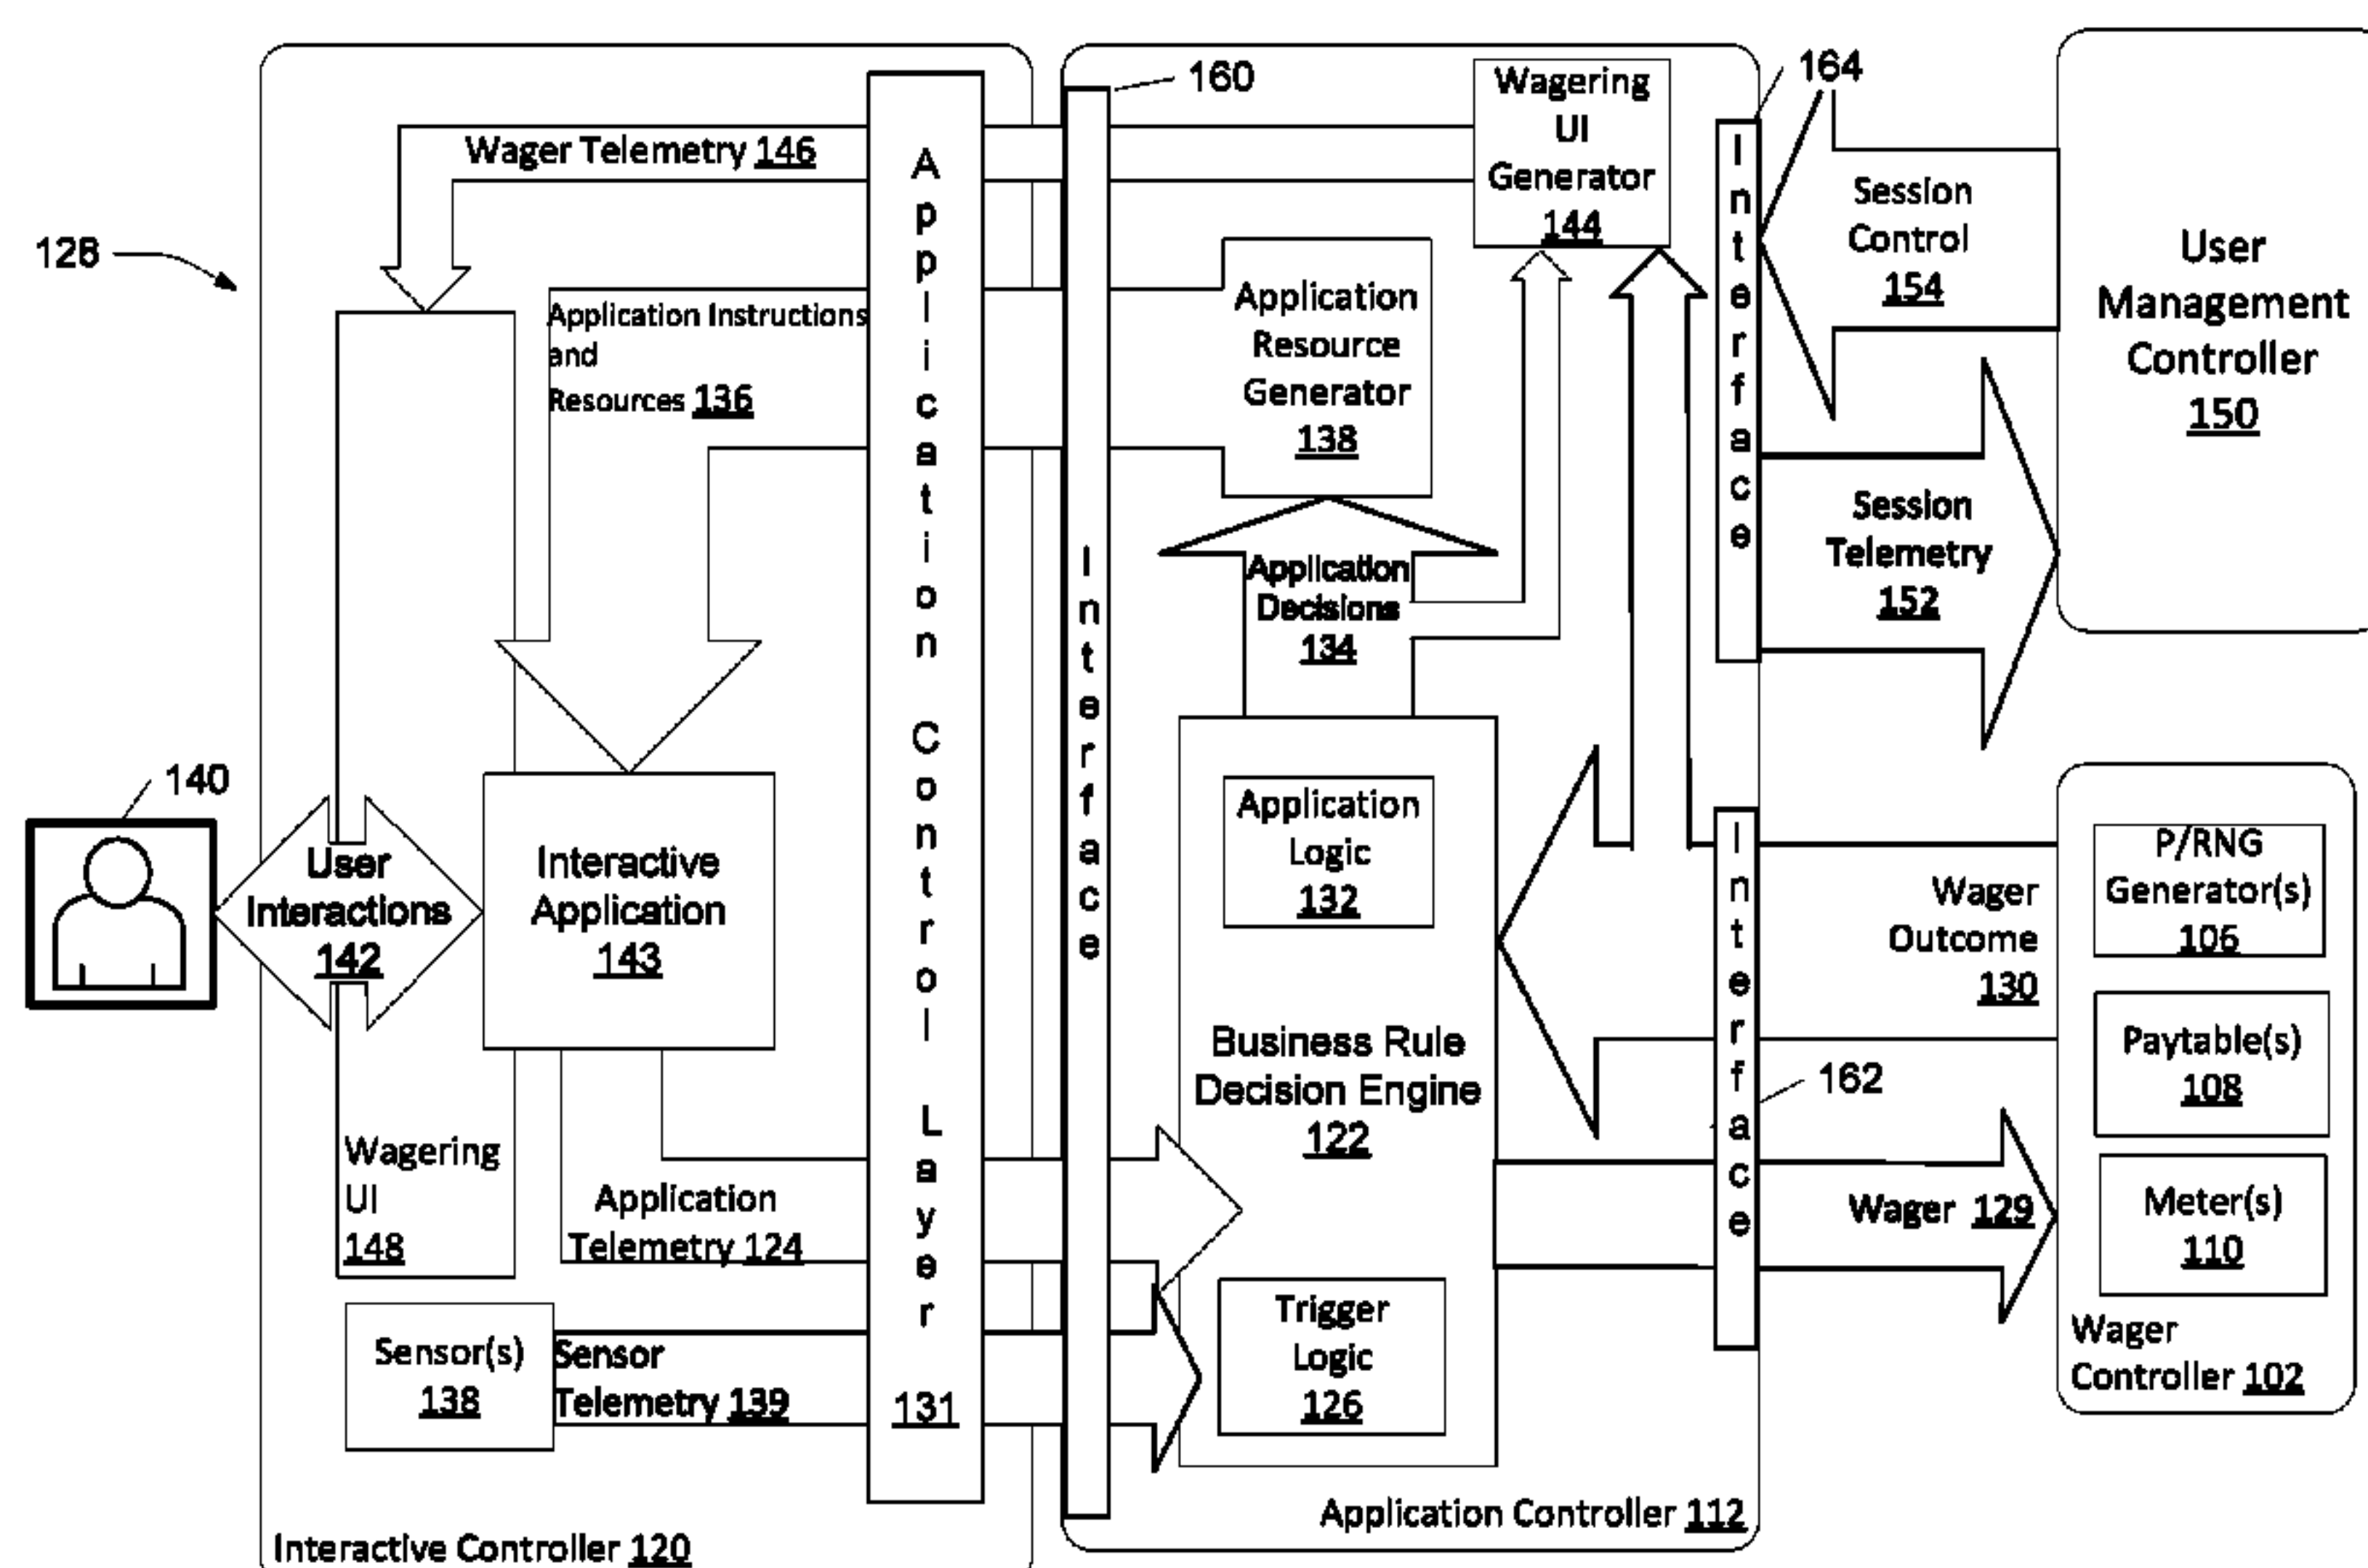 160
164
128
140
162
Wager Telemetry 146
Application Instructions
and
Resources 136
User
Interactions
142
Interactive
Application
143
Wagering
UI
148
Application
Telemetry 124
Sensor(s)
138
Sensor
Telemetry 139
Interactive Controller 120
Application Control Layer
131
Interface
Wagering
UI
Generator
144
Application
Resource
Generator
138
Application
Decisions
134
Application
Logic
132
Business Rule
Decision Engine
122
Trigger
Logic
126
Application Controller 112
Interface
Session
Control
154
Session
Telemetry
152
User
Management
Controller
150
Interface
Wager
Outcome
130
Wager 129
P/RNG
Generator(s)
106
Paytable(s)
108
Meter(s)
110
Wager
Controller 102